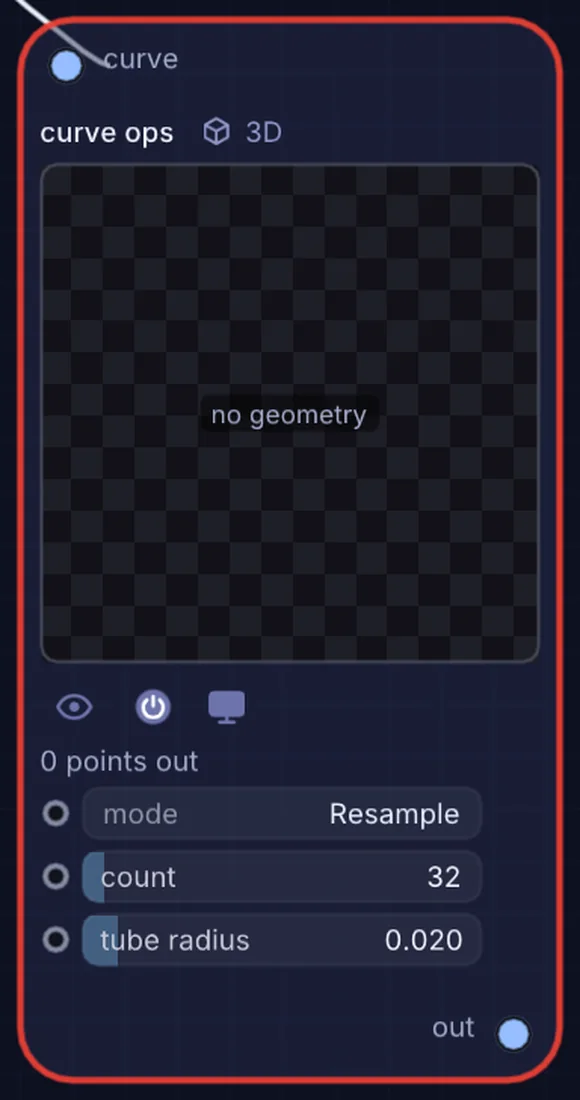 curve
curve ops 3D
no geometry
0 points out
mode Resample
count 32
tube radius 0.020
out